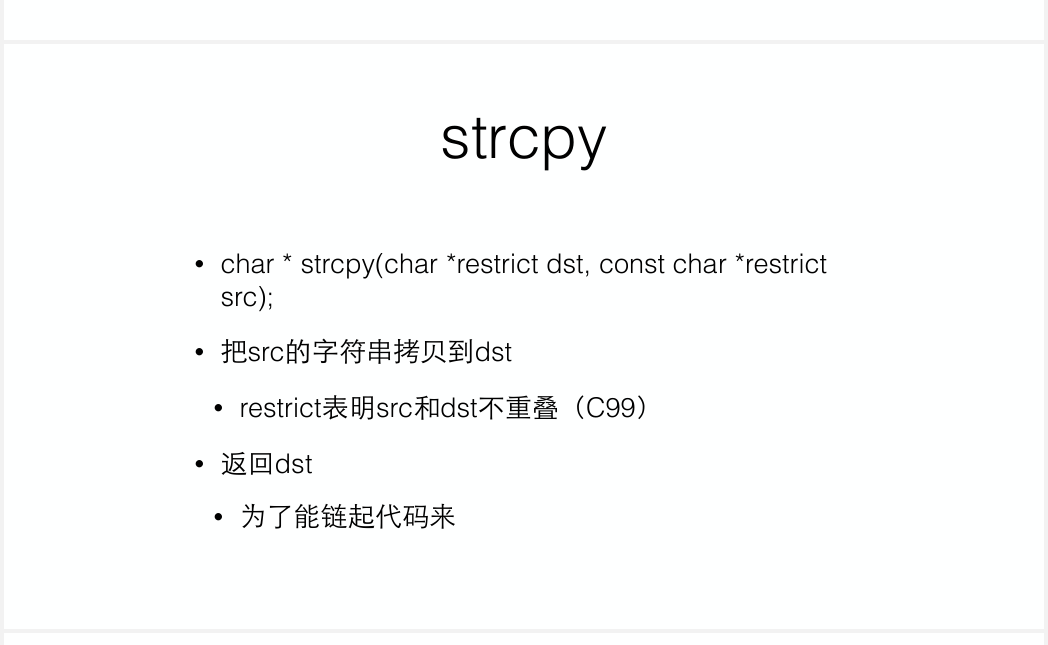 strcpy
• char * strcpy(char *restrict dst, const char *restrict
src);
• 把src的字符串拷贝到dst
• restrict表明src和dst不重叠（C99）
• 返回dst
• 为了能链起代码来